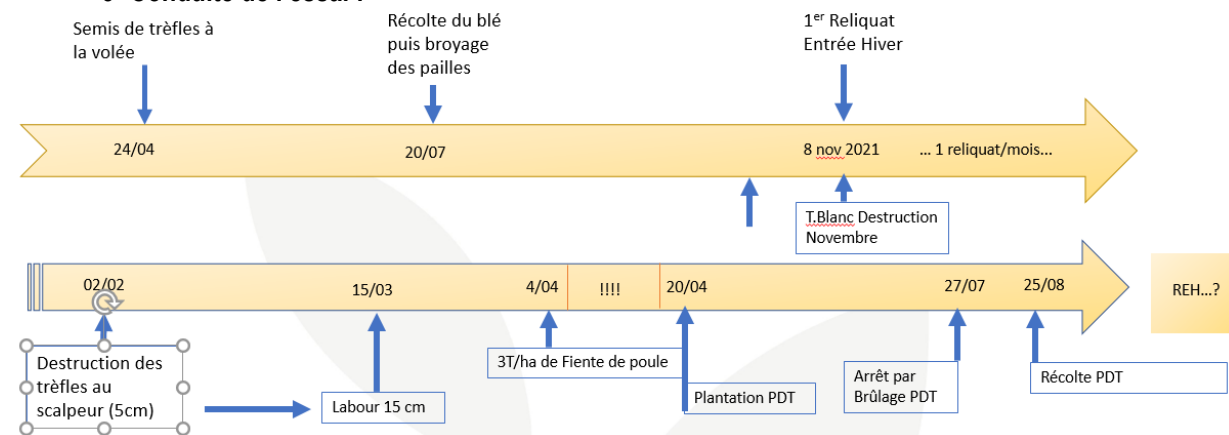 Semis de trèfles à
la volée
Récolte du blé
puis broyage
des pailles
1er Reliquat
Entrée Hiver
24/04
20/07
8 nov 2021
... 1 reliquat/mois...
T.Blanc Destruction
Novembre
02/02
15/03
4/04
!!!!
20/04
27/07
25/08
REH...?
Destruction des
trèfles au
scalpeur (5cm)
Labour 15 cm
3T/ha de Fiente de poule
Plantation PDT
Arrêt par
Brûlage PDT
Récolte PDT